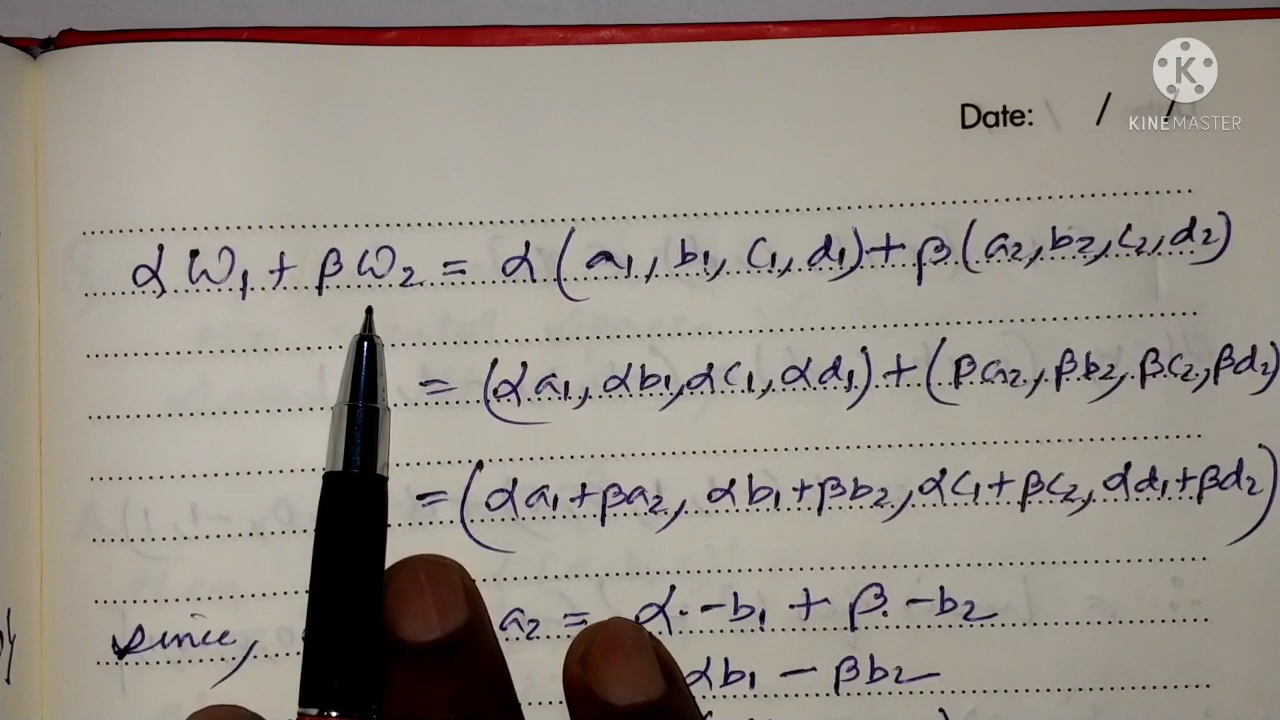 Date: / /
KINEMASTER
αW₁ + βW₂ = α(a₁, b₁, c₁, d₁) + β(a₂, b₂, c₂, d₂)
= (αa₁, αb₁, αc₁, αd₁) + (βa₂, βb₂, βc₂, βd₂)
= (αa₁ + βa₂, αb₁ + βb₂, αc₁ + βc₂, αd₁ + βd₂)
since, a₂ = α. -b₁ + β. -b₂
αb₁ - βb₂